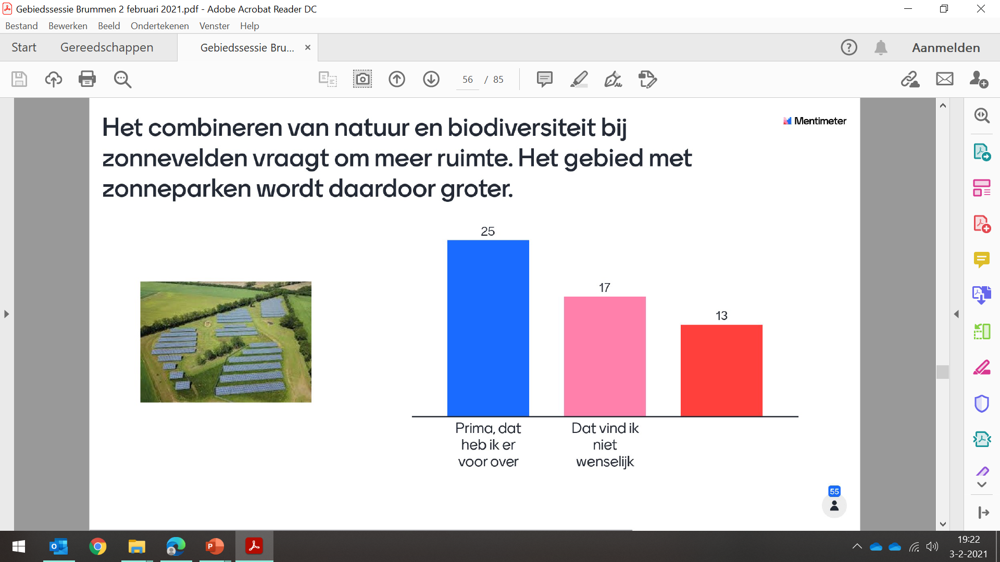 Gebiedssessie Brummen 2 februari 2021.pdf - Adobe Acrobat Reader DC
Bestand Bewerken Beeld Ondertekenen Venster Help
Start Gereedschappen Gebiedssessie Bru... × Aanmelden
56 / 85
Het combineren van natuur en biodiversiteit bij
zonnevelden vraagt om meer ruimte. Het gebied met
zonneparken wordt daardoor groter.
Mentimeter
25
17
13
Prima, dat
heb ik er
voor over
Dat vind ik
niet
wenselijk
55
19:22
3-2-2021